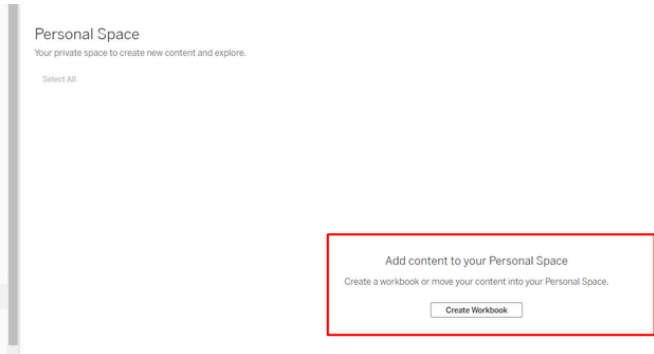 Personal Space
Your private space to create new content and explore.
Select All
Add content to your Personal Space
Create a workbook or move your content into your Personal Space.
Create Workbook